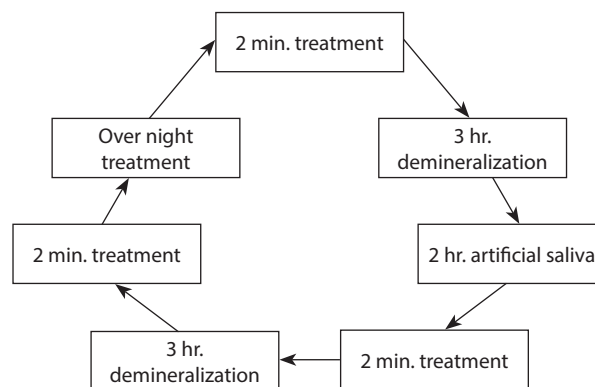 2 min. treatment
Over night
treatment
3 hr.
demineralization
2 min. treatment
2 hr. artificial saliva
3 hr.
demineralization
2 min. treatment